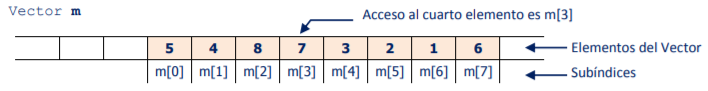 Vector m
Acceso al cuarto elemento es m[3]
5 4 8 7 3 2 1 6 Elementos del Vector
m[0] m[1] m[2] m[3] m[4] m[5] m[6] m[7] Subíndices